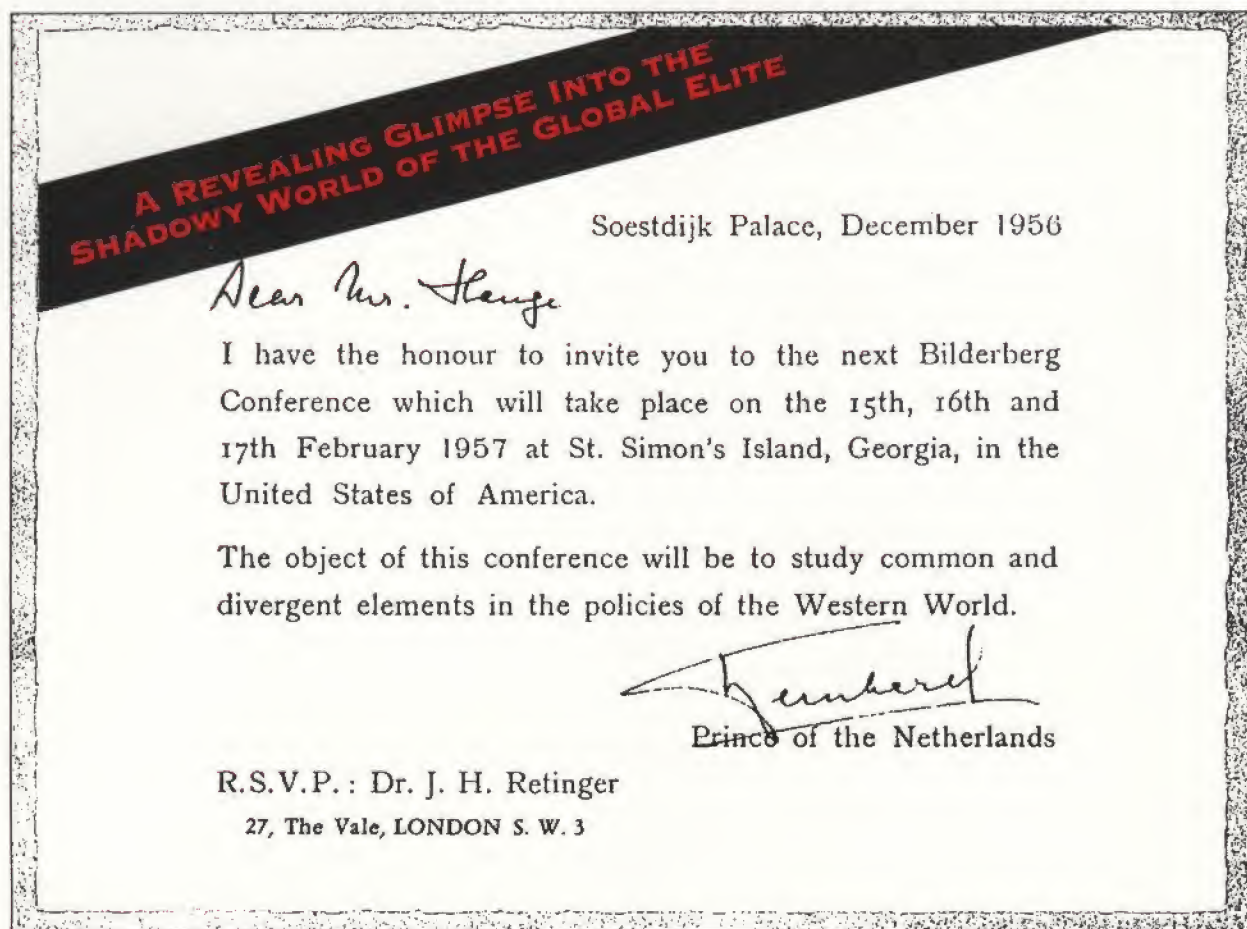 A REVEALING GLIMPSE INTO THE
SHADOWY WORLD OF THE GLOBAL ELITE
Soestdijk Palace, December 1956
Dear Mr. Hauge
I have the honour to invite you to the next Bilderberg
Conference which will take place on the 15th, 16th and
17th February 1957 at St. Simon's Island, Georgia, in the
United States of America.
The object of this conference will be to study common and
divergent elements in the policies of the Western World.
Bernhard
Prince of the Netherlands
R.S.V.P.: Dr. J. H. Retinger
27, The Vale, LONDON S. W. 3